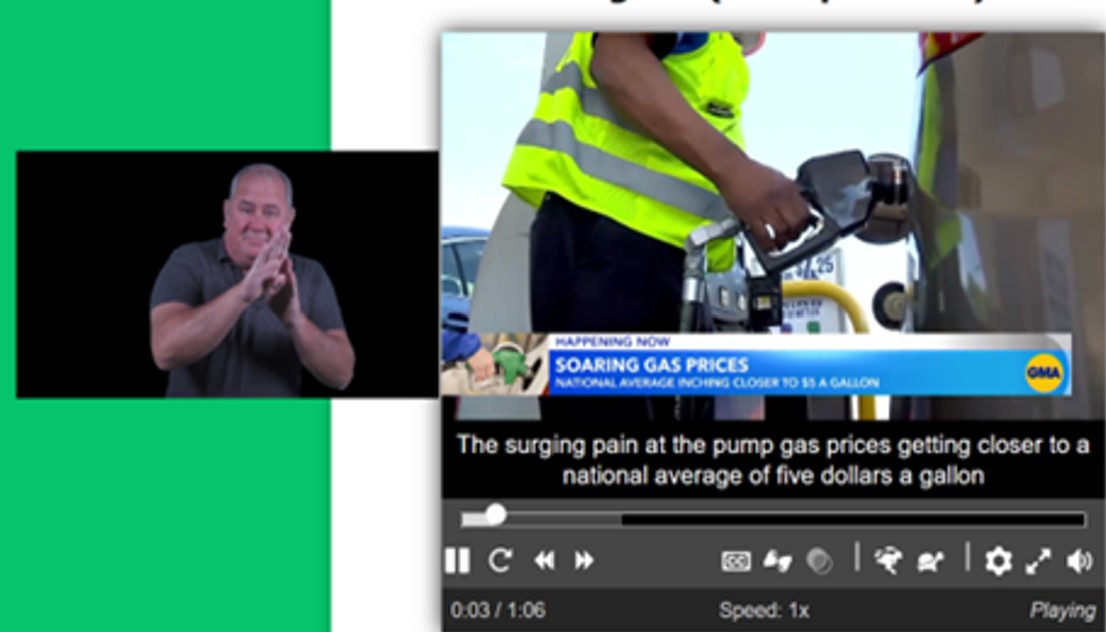 HAPPENING NOW
SOARING GAS PRICES
NATIONAL AVERAGE INCHING CLOSER TO $5 A GALLON
GMA
The surging pain at the pump gas prices getting closer to a
national average of five dollars a gallon
CC
0:03 / 1:06
Speed: 1x
Playing